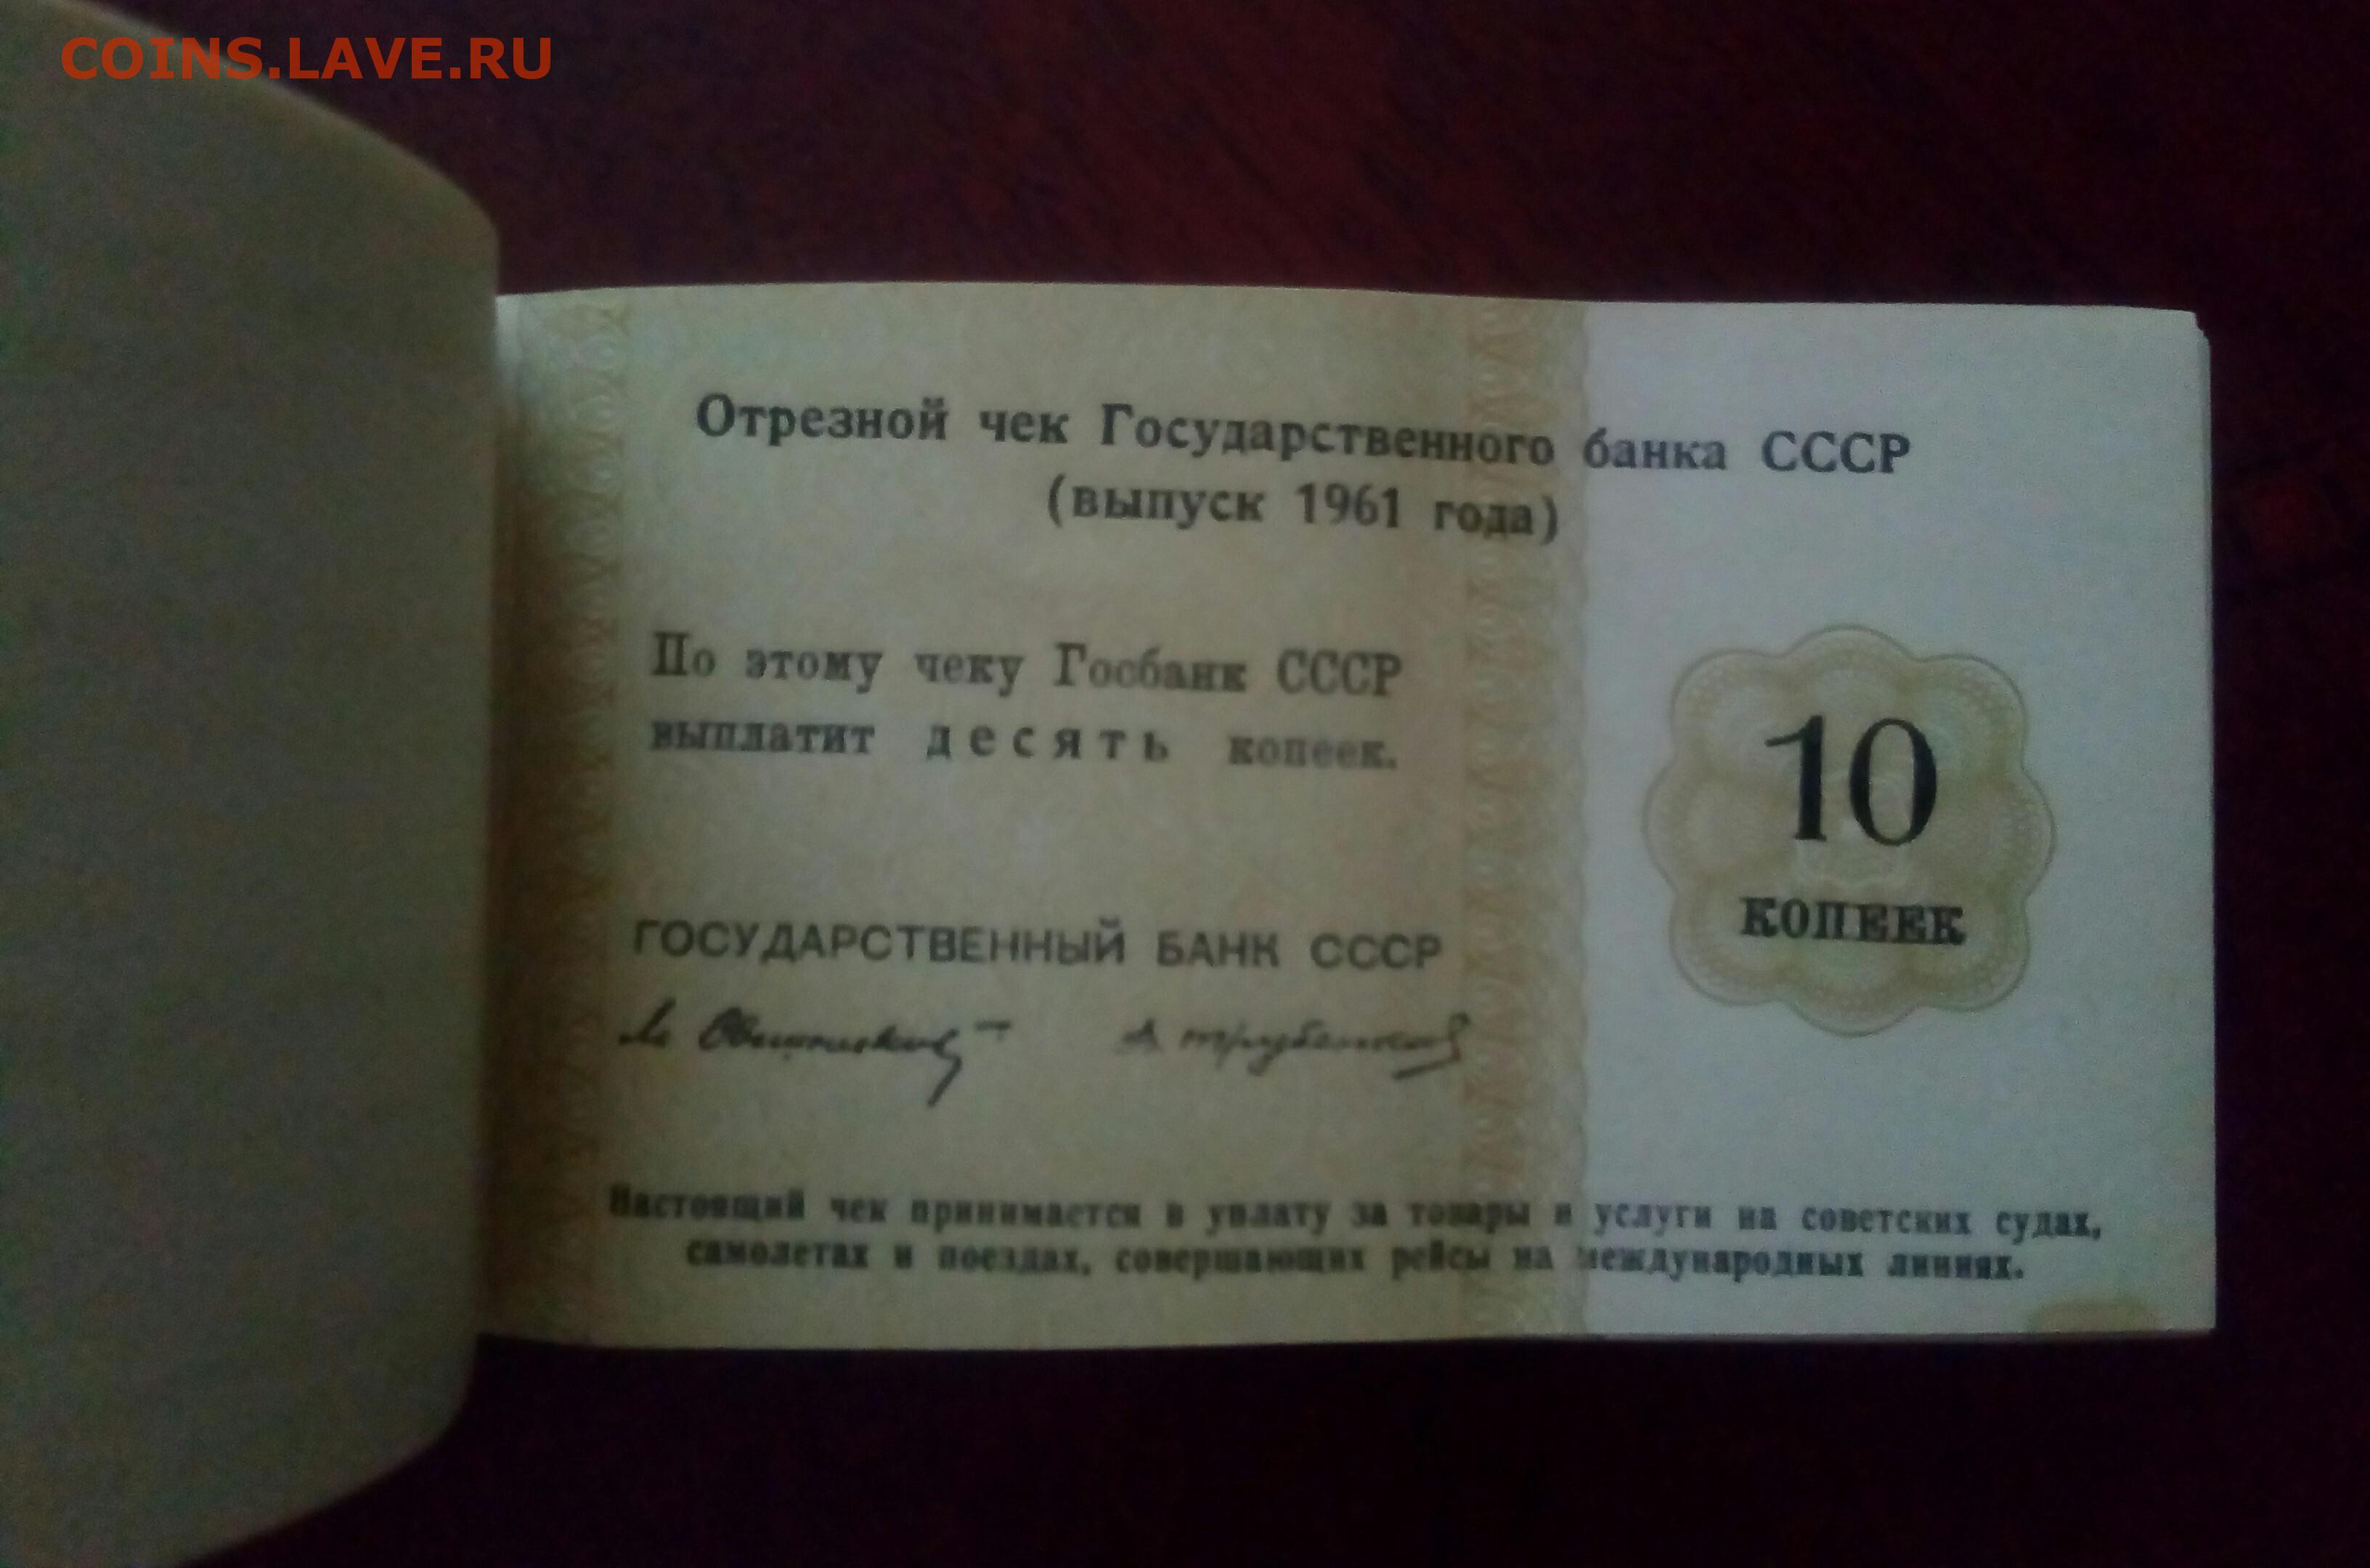 COINS.LAVE.RU
Отрезной чек Государственного банка СССР
(выпуск 1961 года)
По этому чеку Госбанк СССР
выплатит десять копеек.
10
КОПЕЕК
ГОСУДАРСТВЕННЫЙ БАНК СССР
Настоящий чек принимается в уплату за товары и услуги на советских судах,
самолетах и поездах, совершающих рейсы на международных линиях.